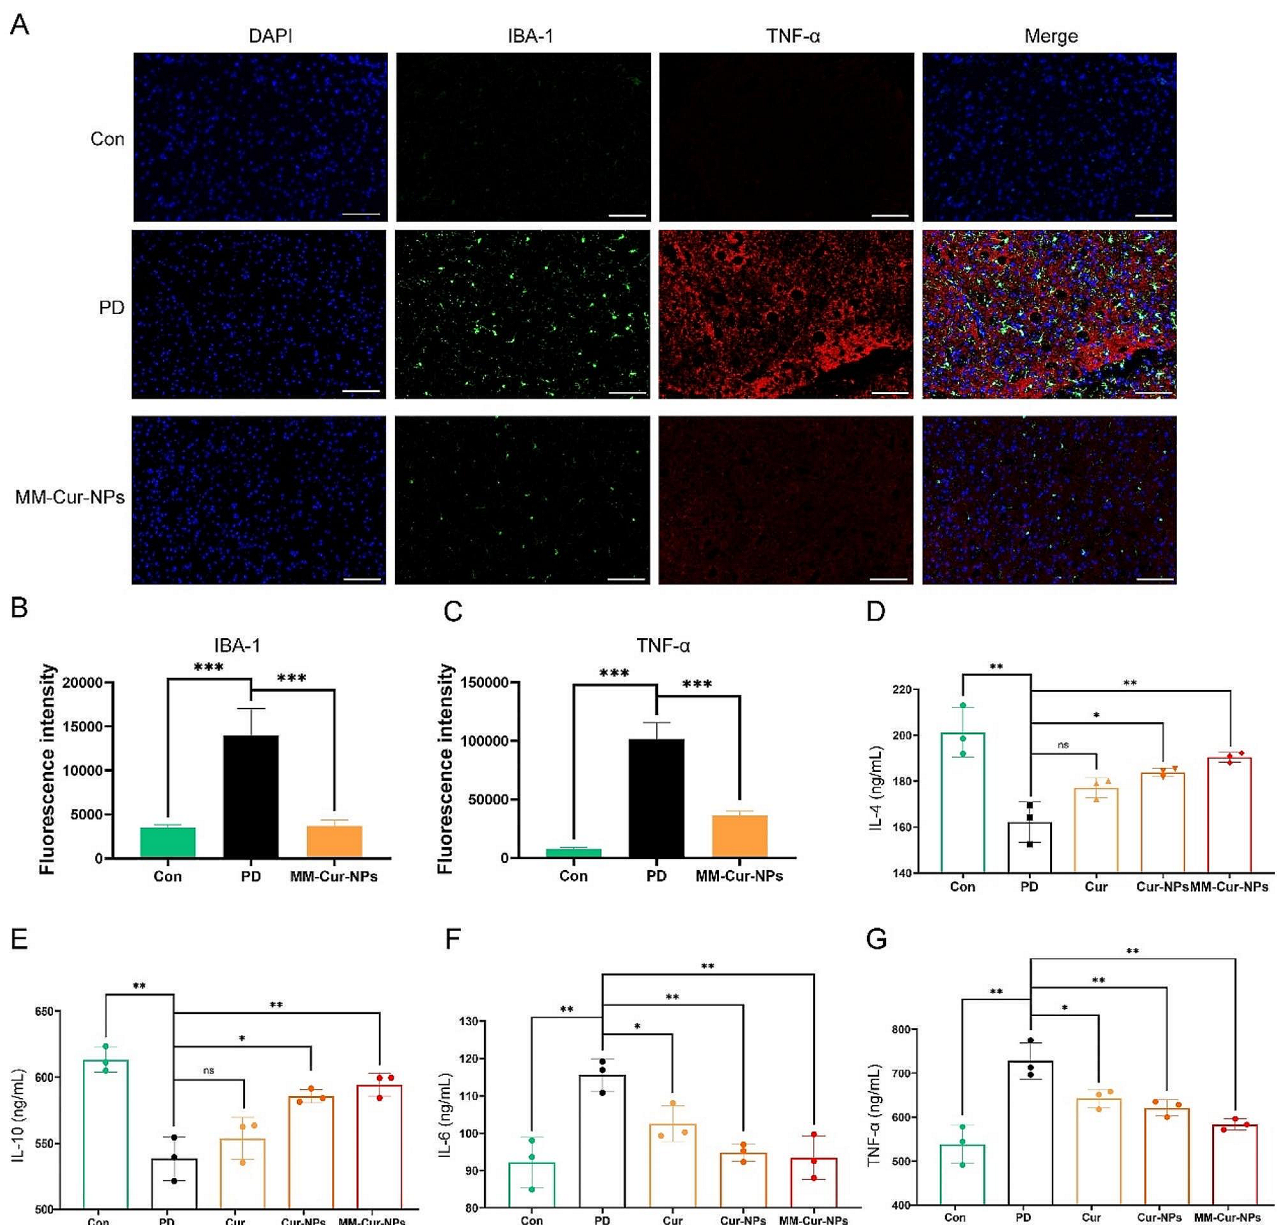 A
DAPI IBA-1 TNF-α Merge
Con
PD
MM-Cur-NPs
B
IBA-1
Fluorescence intensity
20000
15000
10000
5000
0
*** ***
Con PD MM-Cur-NPs
C
TNF-α
Fluorescence intensity
150000
100000
50000
0
*** ***
Con PD MM-Cur-NPs
D
IL-4 (ng/mL)
220
200
180
160
140
**
**
*
ns
Con PD Cur Cur-NPs MM-Cur-NPs
E
IL-10 (ng/mL)
650
600
550
500
**
**
*
ns
Con PD Cur Cur-NPs MM-Cur-NPs
F
IL-6 (ng/mL)
130
120
110
100
90
80
**
**
**
*
Con PD Cur Cur-NPs MM-Cur-NPs
G
TNF-α (ng/mL)
800
700
600
500
400
**
**
**
*
Con PD Cur Cur-NPs MM-Cur-NPs